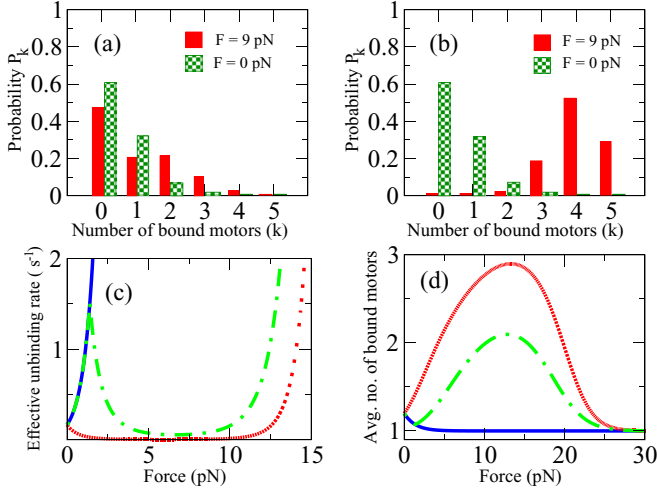 1
0.8
0.6
0.4
0.2
0
Probability P_k
(a)
F = 9 pN
F = 0 pN
0 1 2 3 4 5
Number of bound motors (k)
1
0.8
0.6
0.4
0.2
0
Probability P_k
(b)
F = 9 pN
F = 0 pN
0 1 2 3 4 5
Number of bound motors (k)
2
1
0
Effective unbinding rate ( s^-1)
(c)
0 5 10 15
Force (pN)
3
2
1
Avg. no. of bound motors
(d)
0 10 20 30
Force (pN)